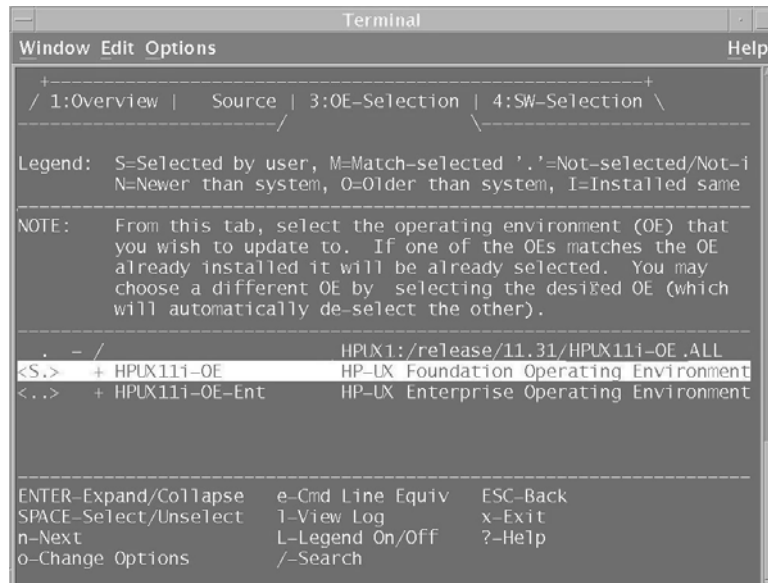 Terminal
Window Edit Options Help
+------------------------------------------------------+
/ 1:Overview |   Source | 3:OE-Selection | 4:SW-Selection \
------------------------/                  \-------------------------
Legend:  S=Selected by user, M=Match-selected '.'=Not-selected/Not-i
         N=Newer than system, O=Older than system, I=Installed same
NOTE:    From this tab, select the operating environment (OE) that
         you wish to update to.  If one of the OEs matches the OE
         already installed it will be already selected.  You may
         choose a different OE by  selecting the desired OE (which
         will automatically de-select the other).
  .  - /                      HPUX1:/release/11.31/HPUX11i-OE.ALL
<S.>   + HPUX11i-OE           HP-UX Foundation Operating Environment
<..>   + HPUX11i-OE-Ent       HP-UX Enterprise Operating Environment
ENTER-Expand/Collapse   e-Cmd Line Equiv   ESC-Back
SPACE-Select/Unselect   l-View Log         x-Exit
n-Next                  L-Legend On/Off    ?-Help
o-Change Options        /-Search